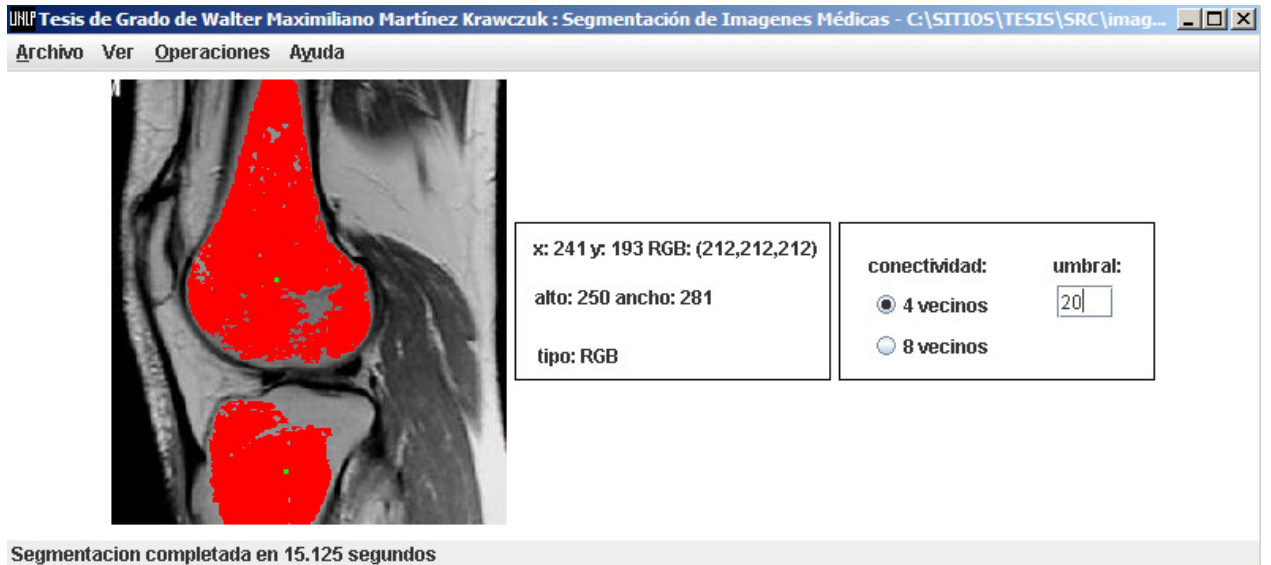 UNLP Tesis de Grado de Walter Maximiliano Martínez Krawczuk : Segmentación de Imagenes Médicas - C:\SITIOS\TESIS\SRC\imag...
Archivo Ver Operaciones Ayuda
x: 241 y: 193 RGB: (212,212,212)
alto: 250 ancho: 281
tipo: RGB
conectividad:
umbral:
4 vecinos
20
8 vecinos
Segmentacion completada en 15.125 segundos